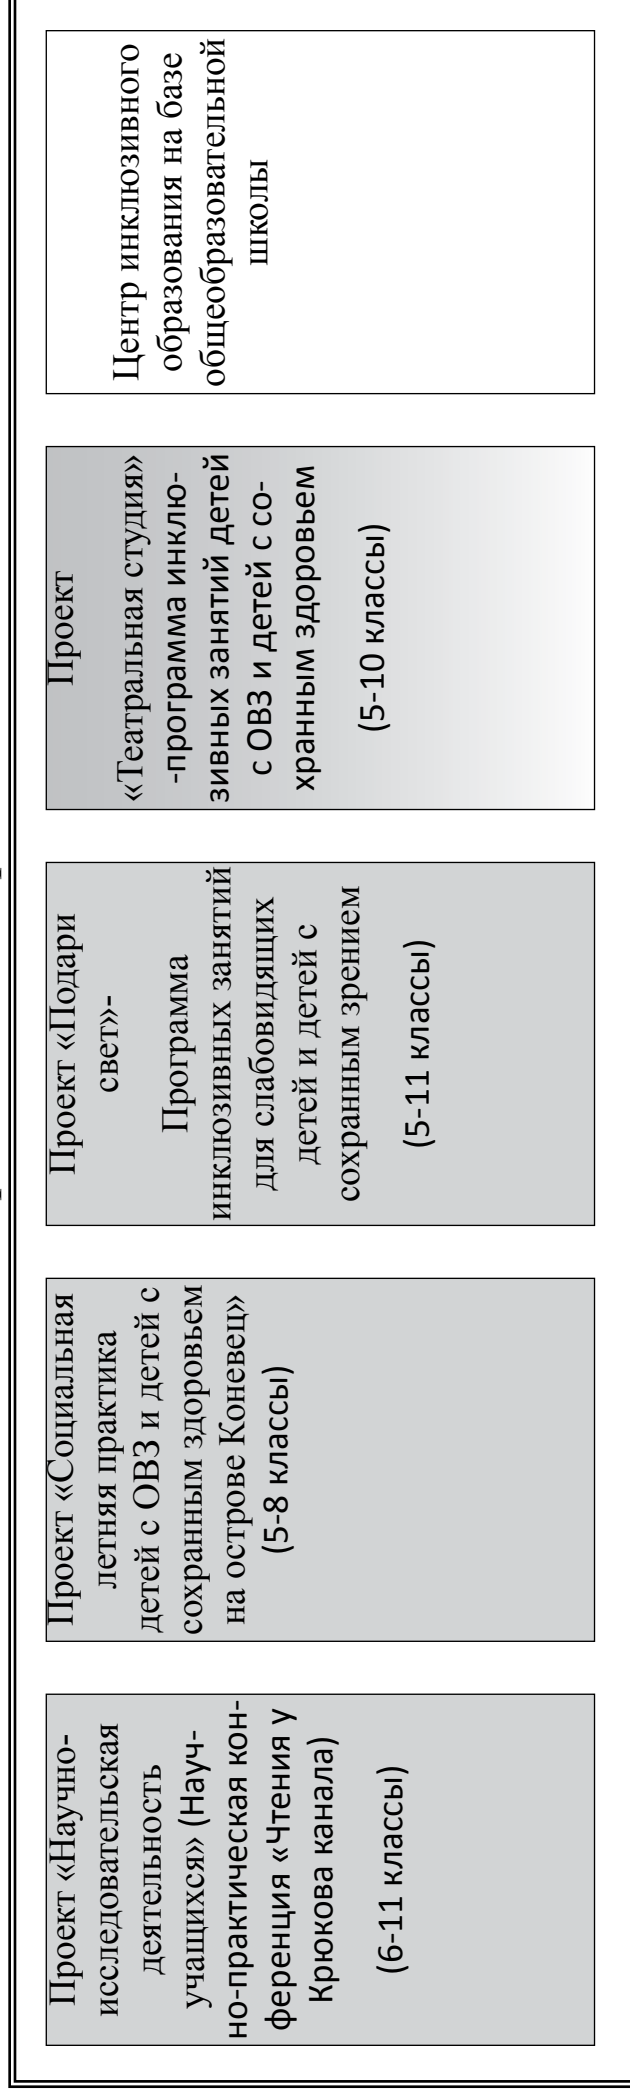 Проект «Научно-
исследовательская
деятельность
учащихся» (Науч-
но-практическая кон-
ференция «Чтения у
Крюкова канала)
(6-11 классы)
Проект «Социальная
летняя практика
детей с ОВЗ и детей с
сохранным здоровьем
на острове Коневец»
(5-8 классы)
Проект «Подари
свет»-
Программа
инклюзивных занятий
для слабовидящих
детей и детей с
сохранным зрением
(5-11 классы)
Проект
«Театральная студия»
-программа инклю-
зивных занятий детей
с ОВЗ и детей с со-
хранным здоровьем
(5-10 классы)
Центр инклюзивного
образования на базе
общеобразовательной
школы